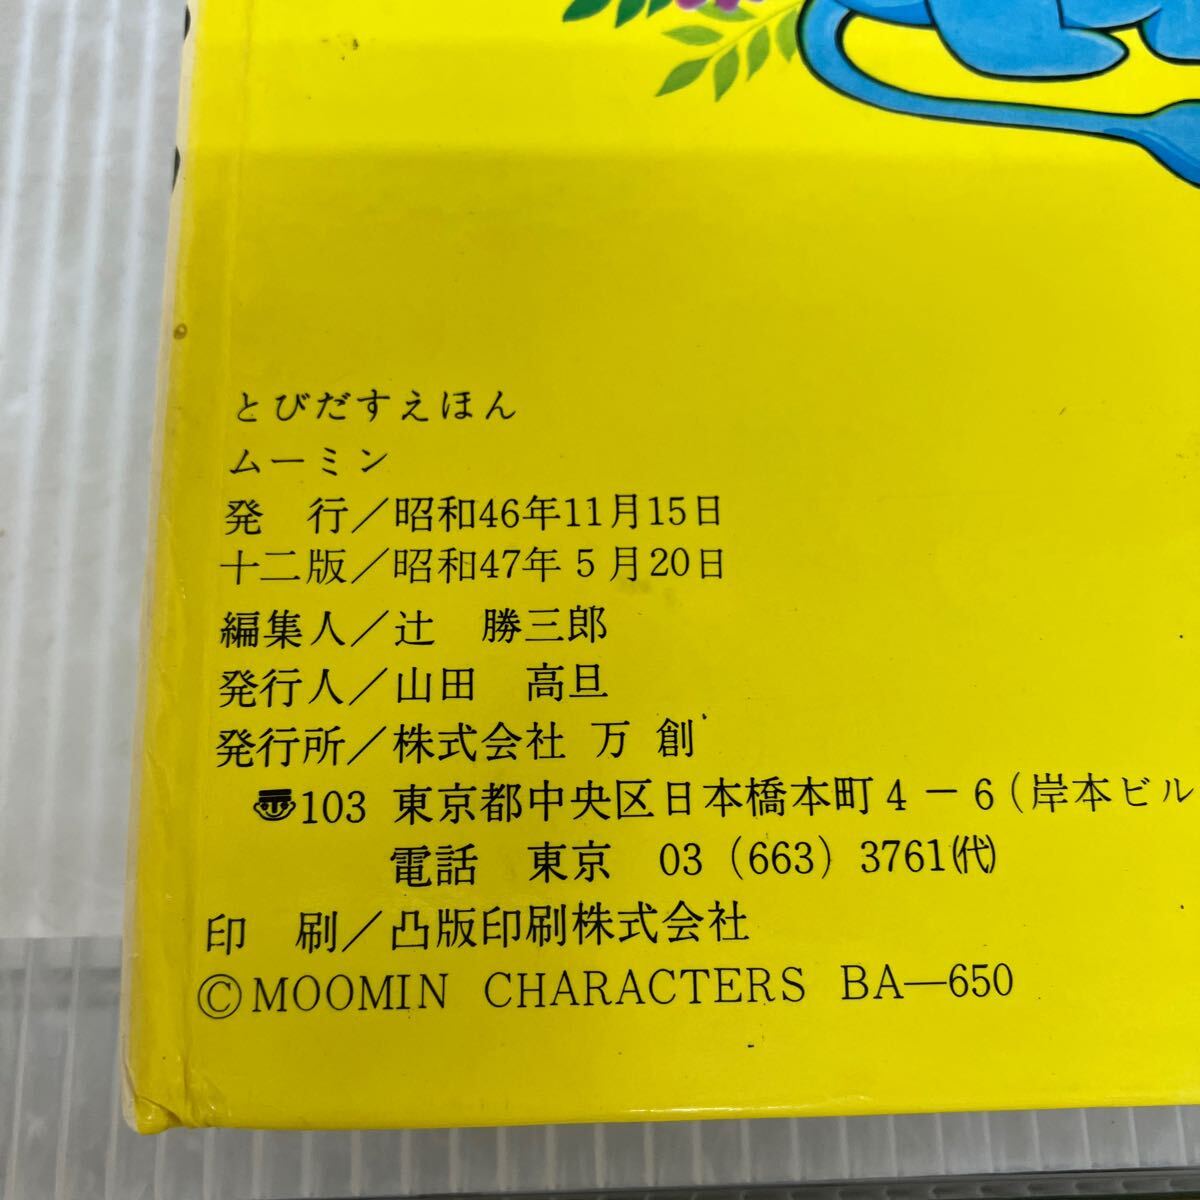 とびだすえほん
ムーミン
発　行／昭和46年11月15日
十二版／昭和47年 5 月20日
編集人／辻　勝三郎
発行人／山田　高旦
発行所／株式会社 万 創
103 東京都中央区日本橋本町 4 － 6 (岸本ビル
電話　東京　03 (663) 3761㈹
印　刷／凸版印刷株式会社
©MOOMIN CHARACTERS BA—650